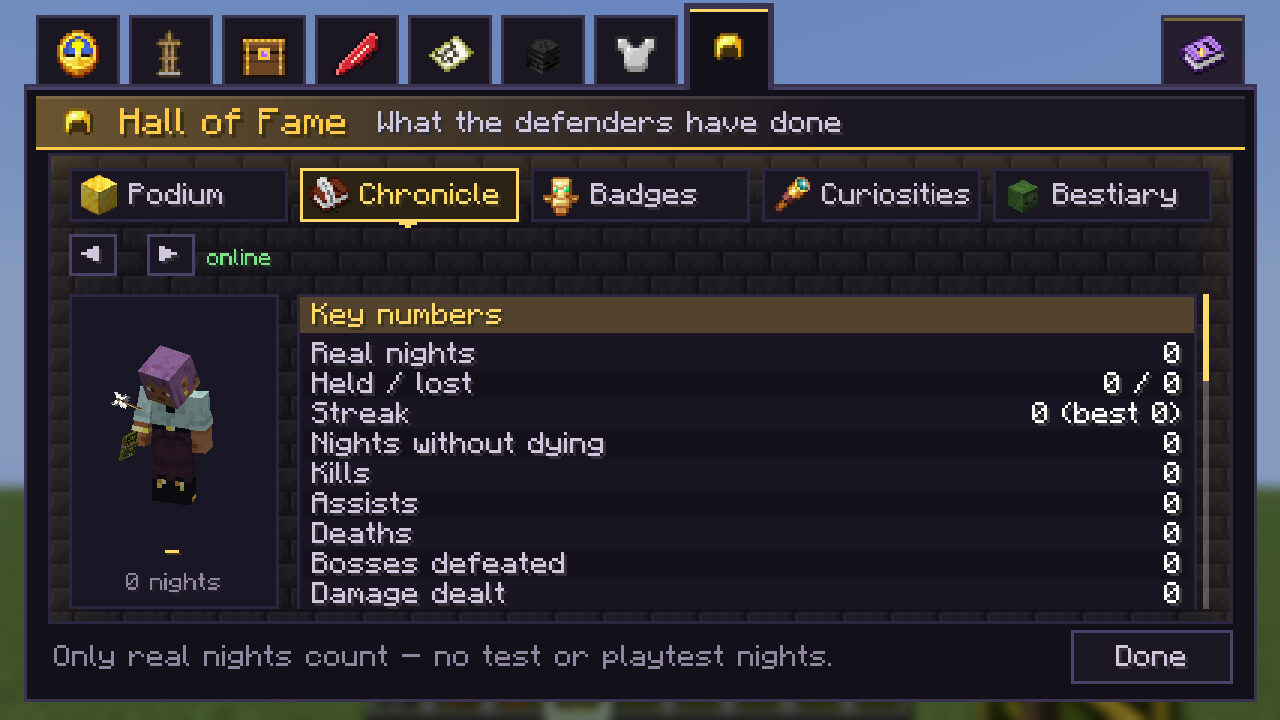 Hall of Fame What the defenders have done
Podium Chronicle Badges Curiosities Bestiary
online
Key numbers
Real nights 0
Held / lost 0 / 0
Streak 0 (best 0)
Nights without dying 0
Kills 0
Assists 0
Deaths 0
Bosses defeated 0
Damage dealt 0
–
0 nights
Only real nights count – no test or playtest nights.
Done